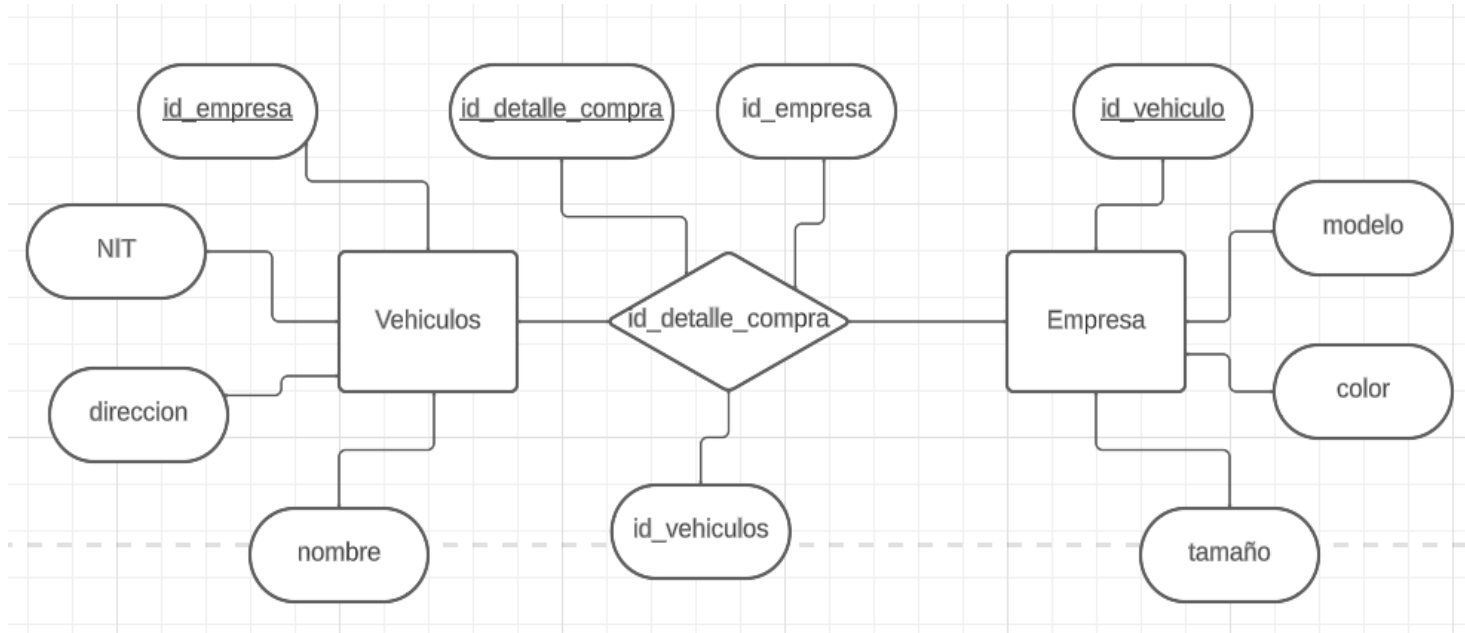 id_empresa
id_detalle_compra
id_empresa
id_vehiculo
NIT
modelo
Vehiculos
id_detalle_compra
Empresa
direccion
color
nombre
id_vehiculos
tamaño